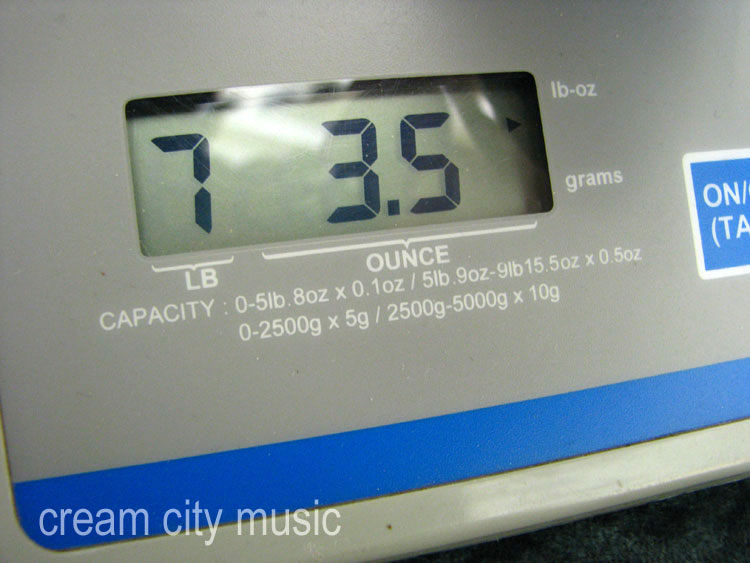 lb-oz
7 3.5
grams
ON/
(TA
LB
OUNCE
CAPACITY : 0-5lb.8oz x 0.1oz / 5lb.9oz-9lb15.5oz x 0.5oz
0-2500g x 5g / 2500g-5000g x 10g
cream city music